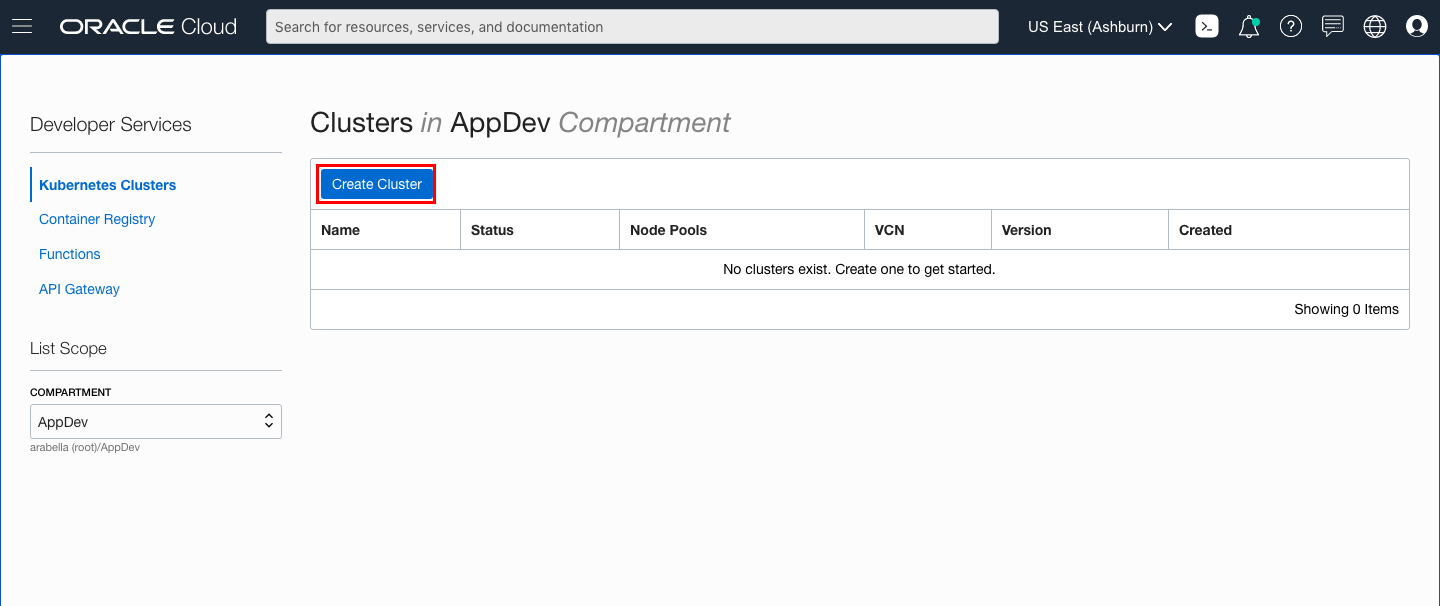 ORACLE Cloud
Search for resources, services, and documentation
US East (Ashburn)
Developer Services
Kubernetes Clusters
Container Registry
Functions
API Gateway
List Scope
COMPARTMENT
AppDev
arabella (root)/AppDev
Clusters in AppDev Compartment
Create Cluster
Name Status Node Pools VCN Version Created
No clusters exist. Create one to get started.
Showing 0 Items